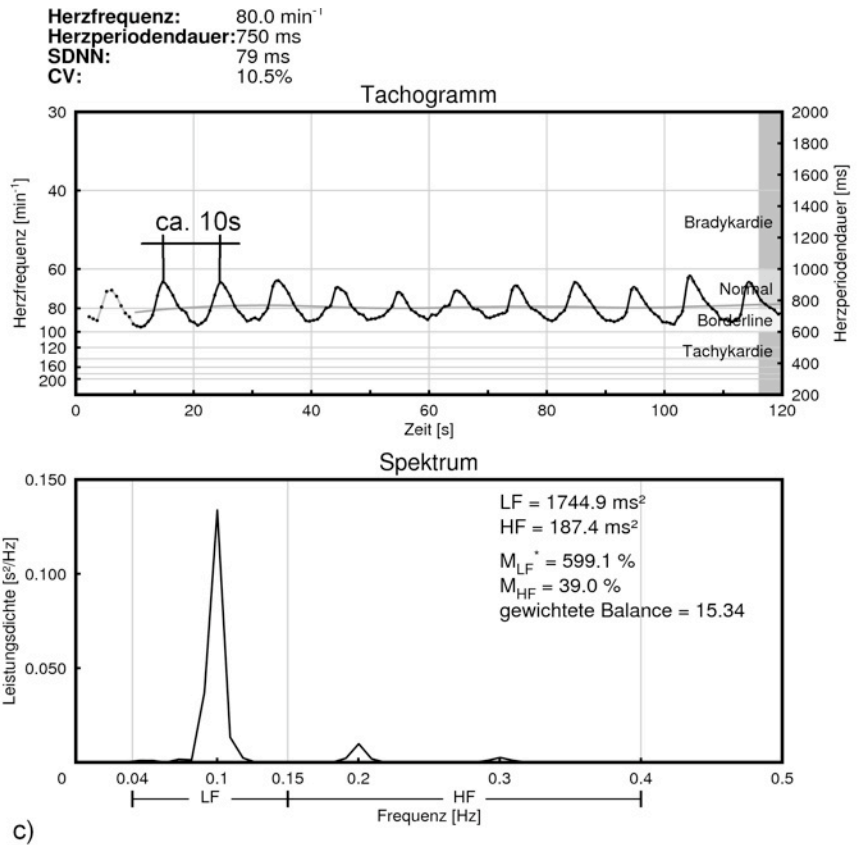 Herzfrequenz: 80.0 min⁻¹
Herzperiodendauer: 750 ms
SDNN: 79 ms
CV: 10.5%
Tachogramm
30
40
60
80
100
120
160
200
Herzfrequenz [min⁻¹]
ca. 10s
Bradykardie
Normal
Borderline
Tachykardie
2000
1800
1600
1400
1200
1000
800
600
400
200
Herzperiodendauer [ms]
0 20 40 60 80 100 120
Zeit [s]
Spektrum
0.150
0.100
0.050
Leistungsdichte [s²/Hz]
LF = 1744.9 ms²
HF = 187.4 ms²
M_LF* = 599.1 %
M_HF = 39.0 %
gewichtete Balance = 15.34
0 0.04 0.1 0.15 0.2 0.3 0.4 0.5
LF HF
Frequenz [Hz]
c)